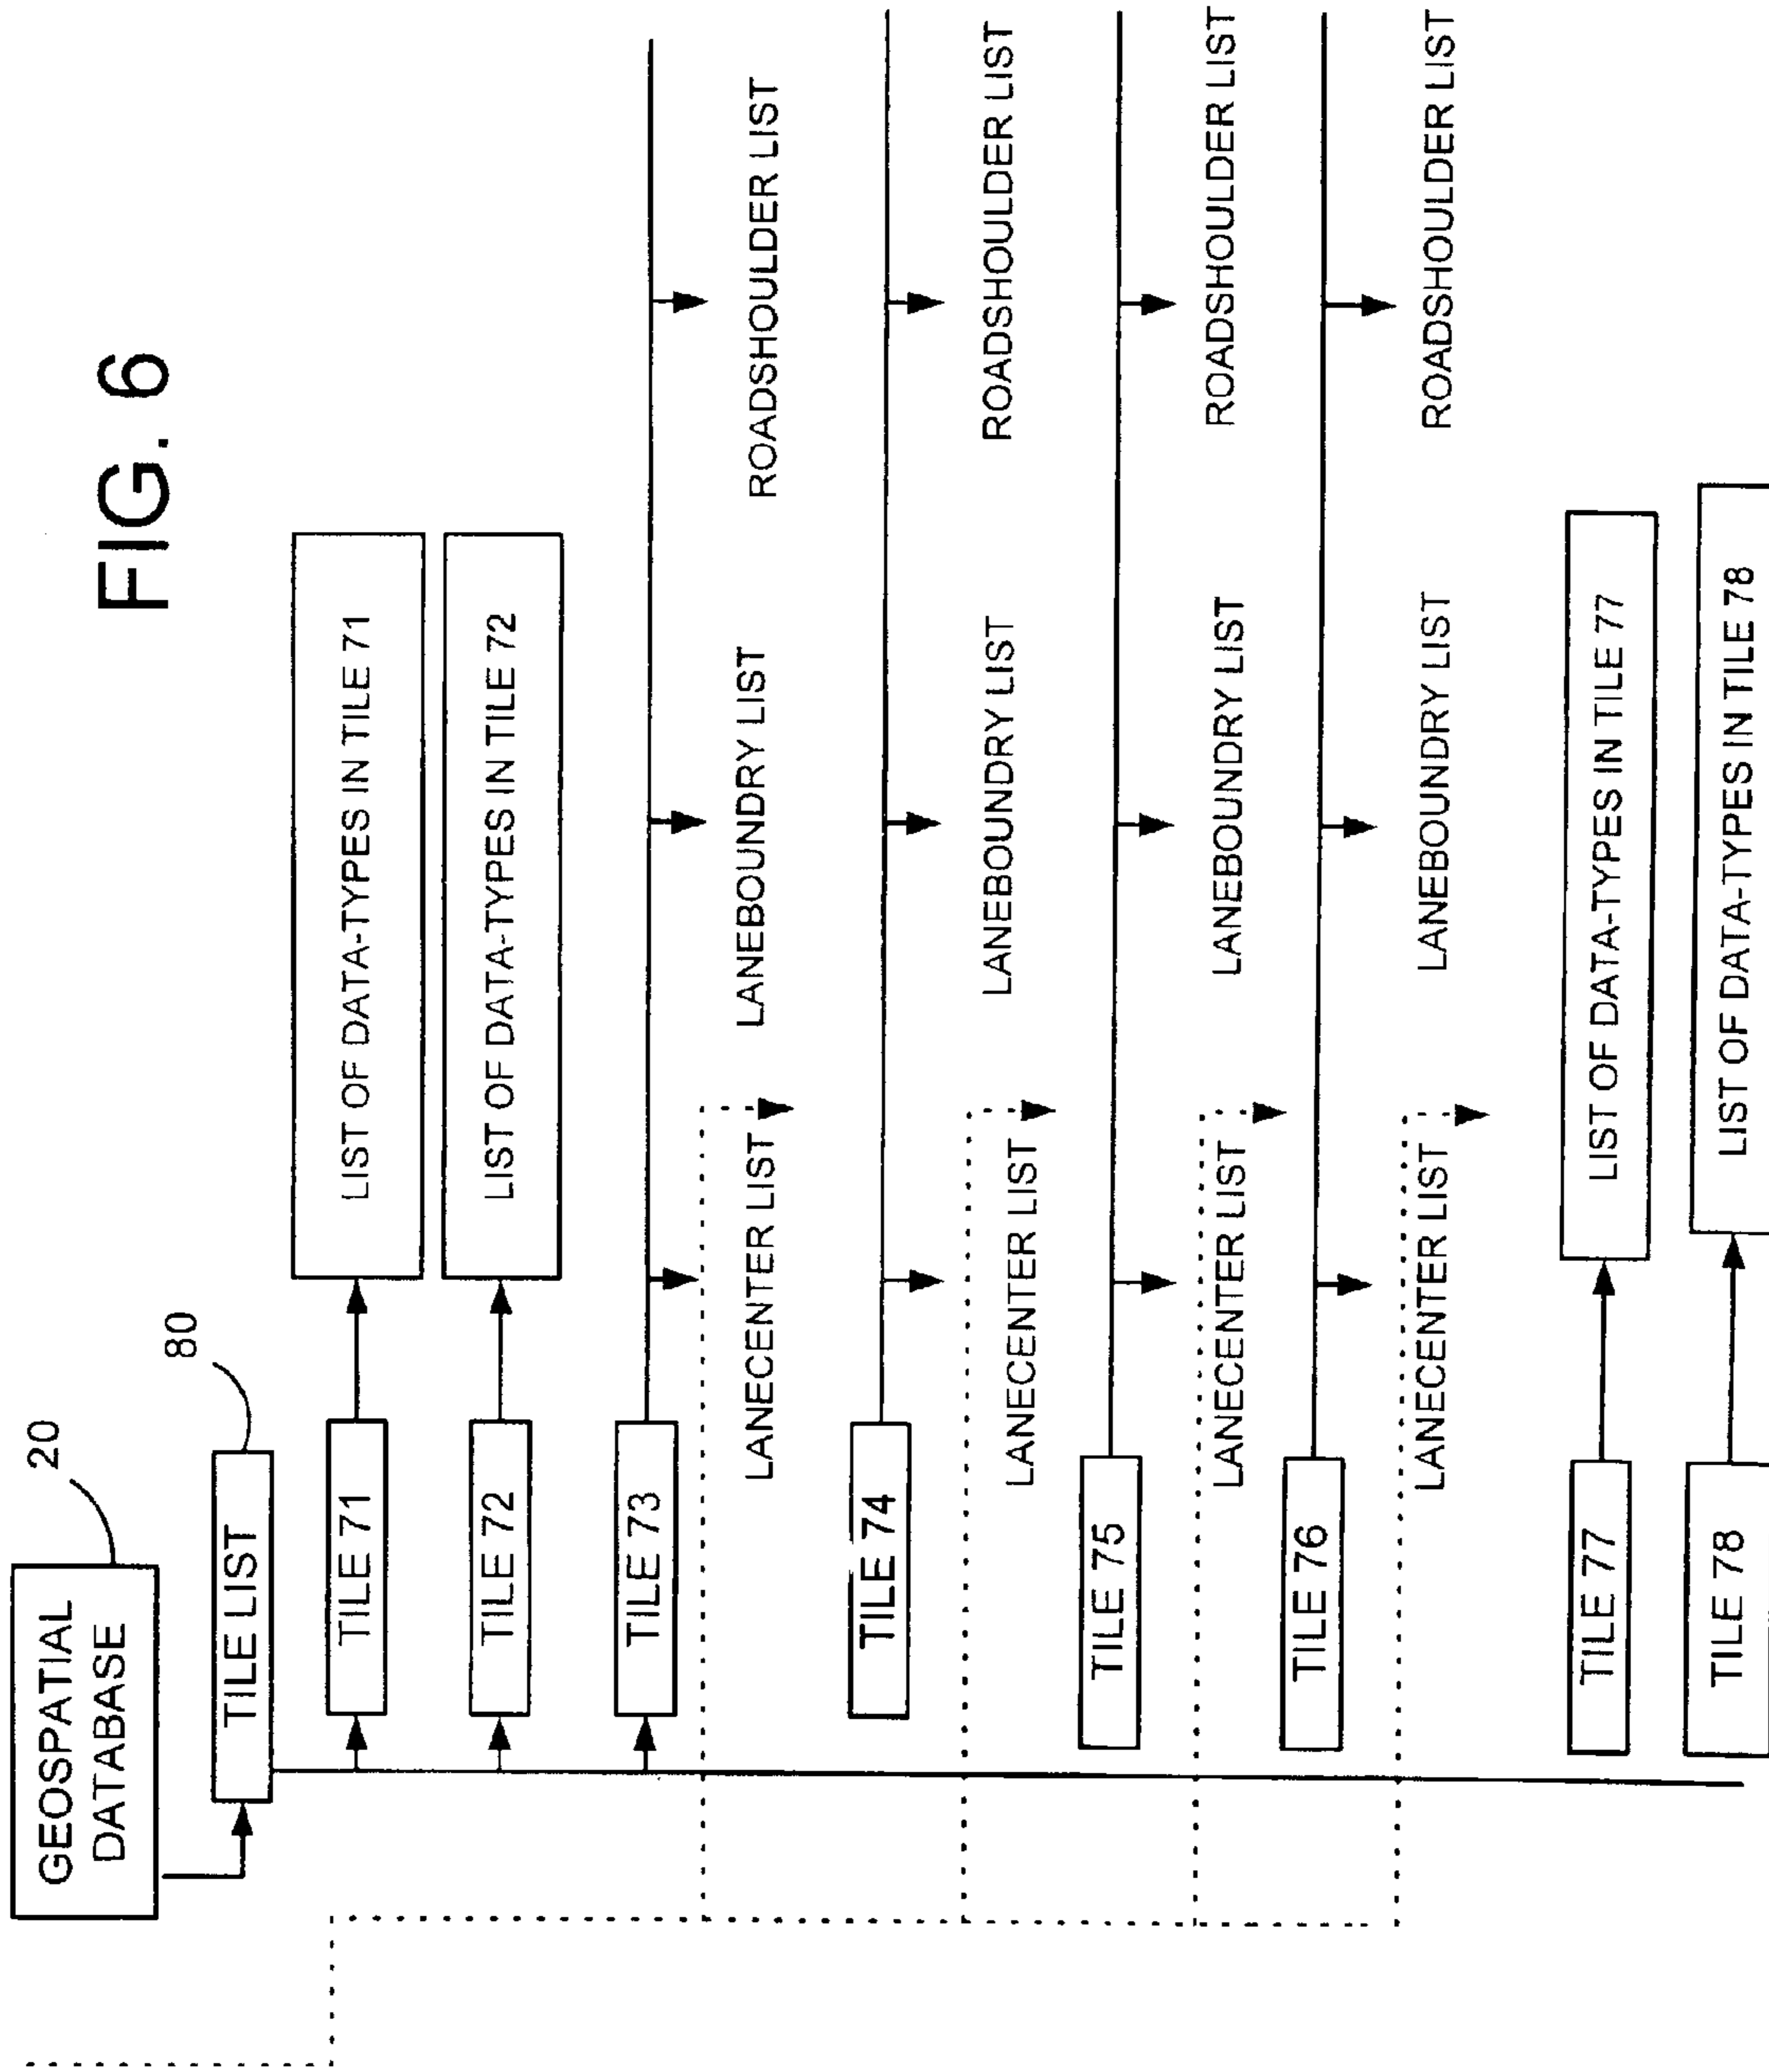 FIG. 6
GEOSPATIAL
DATABASE
20
TILE LIST
80
TILE 71
LIST OF DATA-TYPES IN TILE 71
TILE 72
LIST OF DATA-TYPES IN TILE 72
TILE 73
LANECENTER LIST
LANEBOUNDRY LIST
ROADSHOULDER LIST
TILE 74
LANECENTER LIST
LANEBOUNDRY LIST
ROADSHOULDER LIST
TILE 75
LANECENTER LIST
LANEBOUNDRY LIST
ROADSHOULDER LIST
TILE 76
LANECENTER LIST
LANEBOUNDRY LIST
ROADSHOULDER LIST
TILE 77
LIST OF DATA-TYPES IN TILE 77
TILE 78
LIST OF DATA-TYPES IN TILE 78